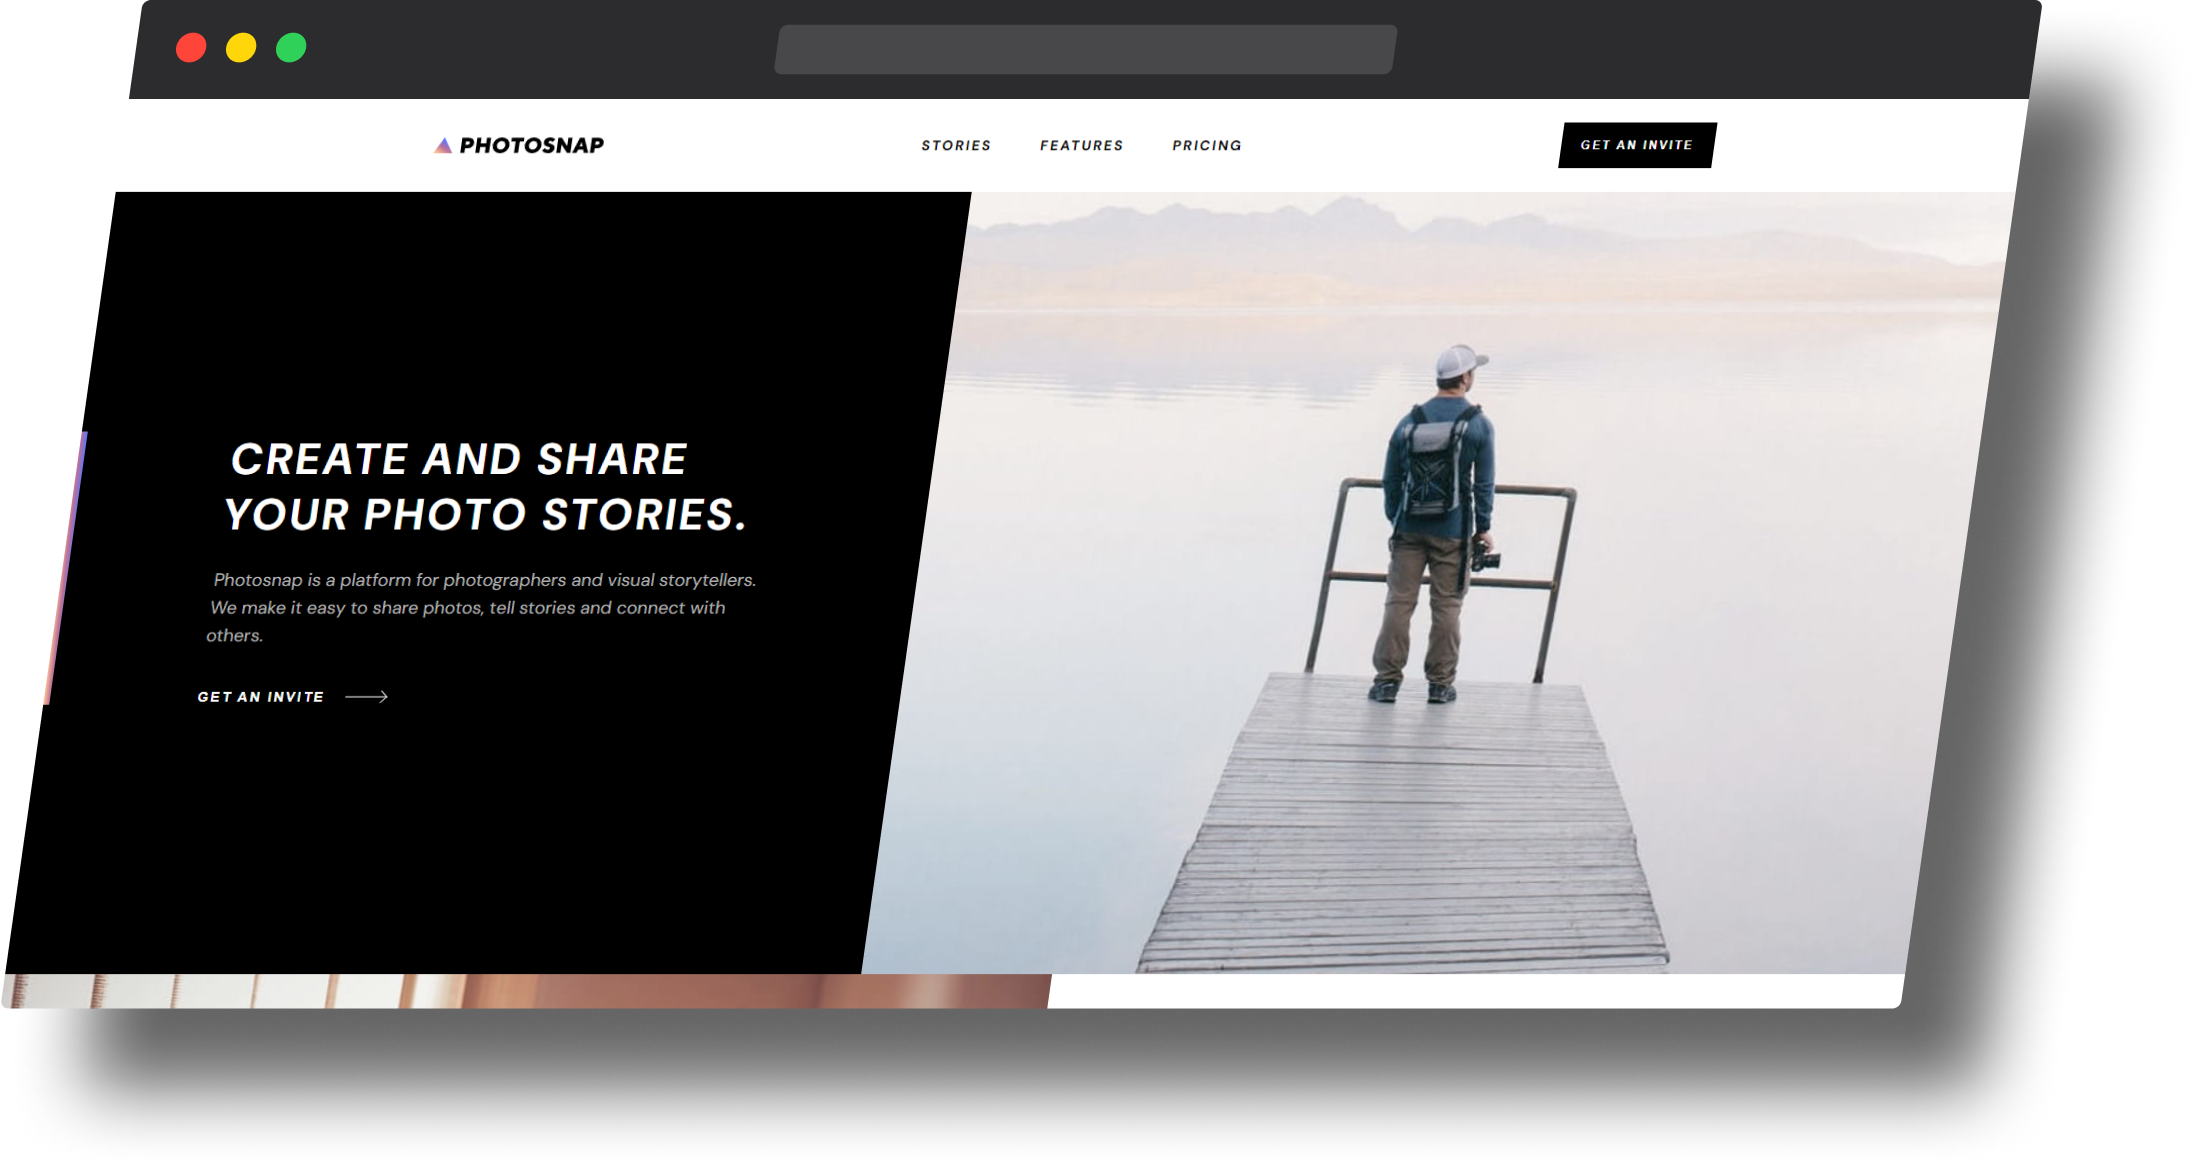 PHOTOSNAP
STORIES FEATURES PRICING
GET AN INVITE
CREATE AND SHARE
YOUR PHOTO STORIES.
Photosnap is a platform for photographers and visual storytellers.
We make it easy to share photos, tell stories and connect with
others.
GET AN INVITE